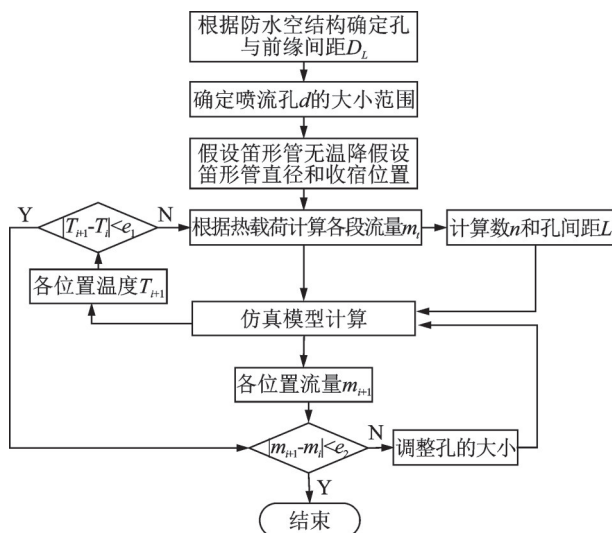 根据防水空结构确定孔
与前缘间距D_L
确定喷流孔d的大小范围
假设笛形管无温降假设
笛形管直径和收宿位置
Y
|T_{i+1}-T_i|<e_1
N
根据热载荷计算各段流量m_i
计算数n和孔间距L
各位置温度T_{i+1}
仿真模型计算
各位置流量m_{i+1}
|m_{i+1}-m_i|<e_2
N
调整孔的大小
Y
结束